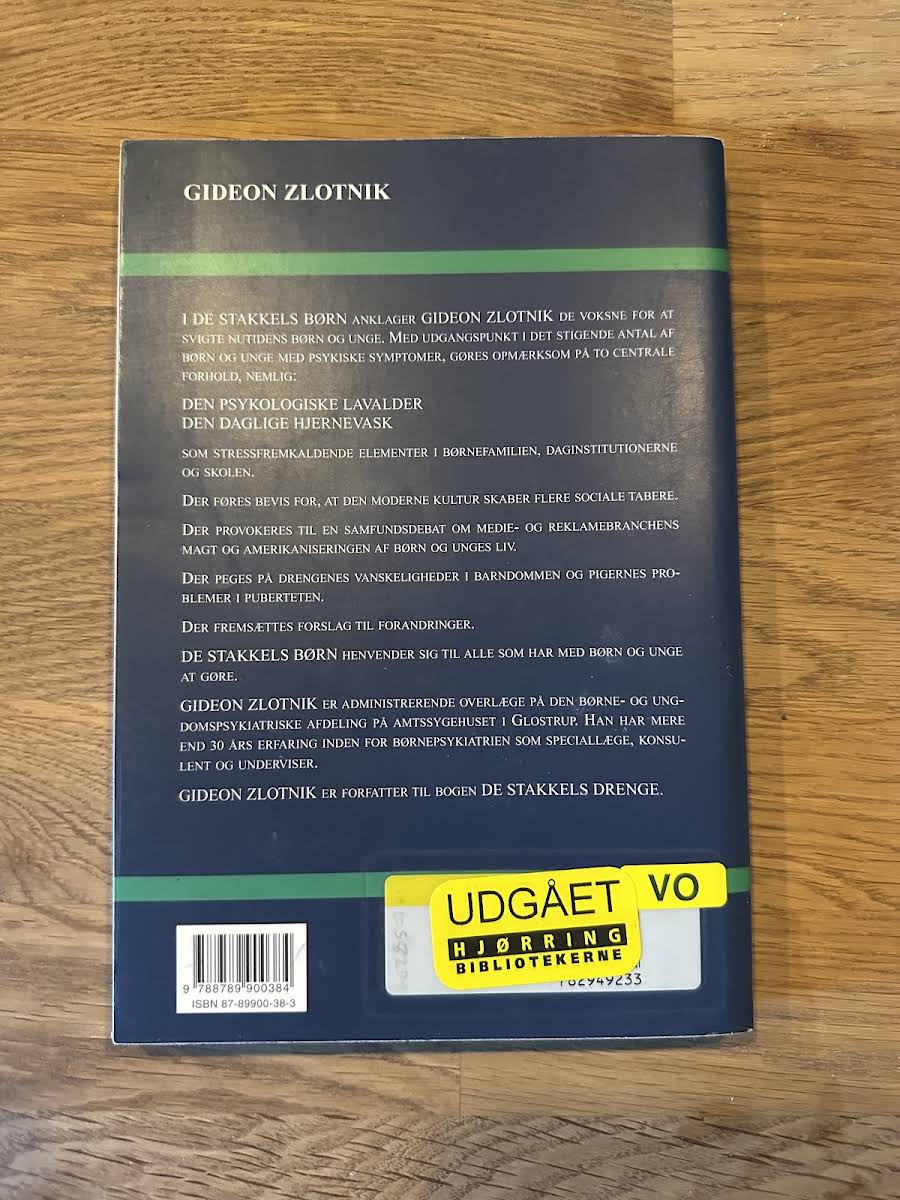 GIDEON ZLOTNIK
I DE STAKKELS BØRN ANKLAGER GIDEON ZLOTNIK DE VOKSNE FOR AT
SVIGTE NUTIDENS BØRN OG UNGE. MED UDGANGSPUNKT I DET STIGENDE ANTAL AF
BØRN OG UNGE MED PSYKISKE SYMPTOMER, GØRES OPMÆRKSOM PÅ TO CENTRALE
FORHOLD, NEMLIG:
DEN PSYKOLOGISKE LAVALDER
DEN DAGLIGE HJERNEVASK
SOM STRESSFREMKALDENDE ELEMENTER I BØRNEFAMILIEN, DAGINSTITUTIONERNE
OG SKOLEN.
DER FØRES BEVIS FOR, AT DEN MODERNE KULTUR SKABER FLERE SOCIALE TABERE.
DER PROVOKERES TIL EN SAMFUNDSDEBAT OM MEDIE- OG REKLAMEBRANCHENS
MAGT OG AMERIKANISERINGEN AF BØRN OG UNGES LIV.
DER PEGES PÅ DRENGENES VANSKELIGHEDER I BARNDOMMEN OG PIGERNES PRO-
BLEMER I PUBERTETEN.
DER FREMSÆTTES FORSLAG TIL FORANDRINGER.
DE STAKKELS BØRN HENVENDER SIG TIL ALLE SOM HAR MED BØRN OG UNGE
AT GØRE.
GIDEON ZLOTNIK ER ADMINISTRERENDE OVERLÆGE PÅ DEN BØRNE- OG UNG-
DOMSPSYKIATRISKE AFDELING PÅ AMTSSYGEHUSET I GLOSTRUP. HAN HAR MERE
END 30 ÅRS ERFARING INDEN FOR BØRNEPSYKIATRIEN SOM SPECIALLÆGE, KONSU-
LENT OG UNDERVISER.
GIDEON ZLOTNIK ER FORFATTER TIL BOGEN DE STAKKELS DRENGE.
UDGÅET
VO
HJØRRING
BIBLIOTEKERNE
9 788789 900384
ISBN 87-89900-38-3